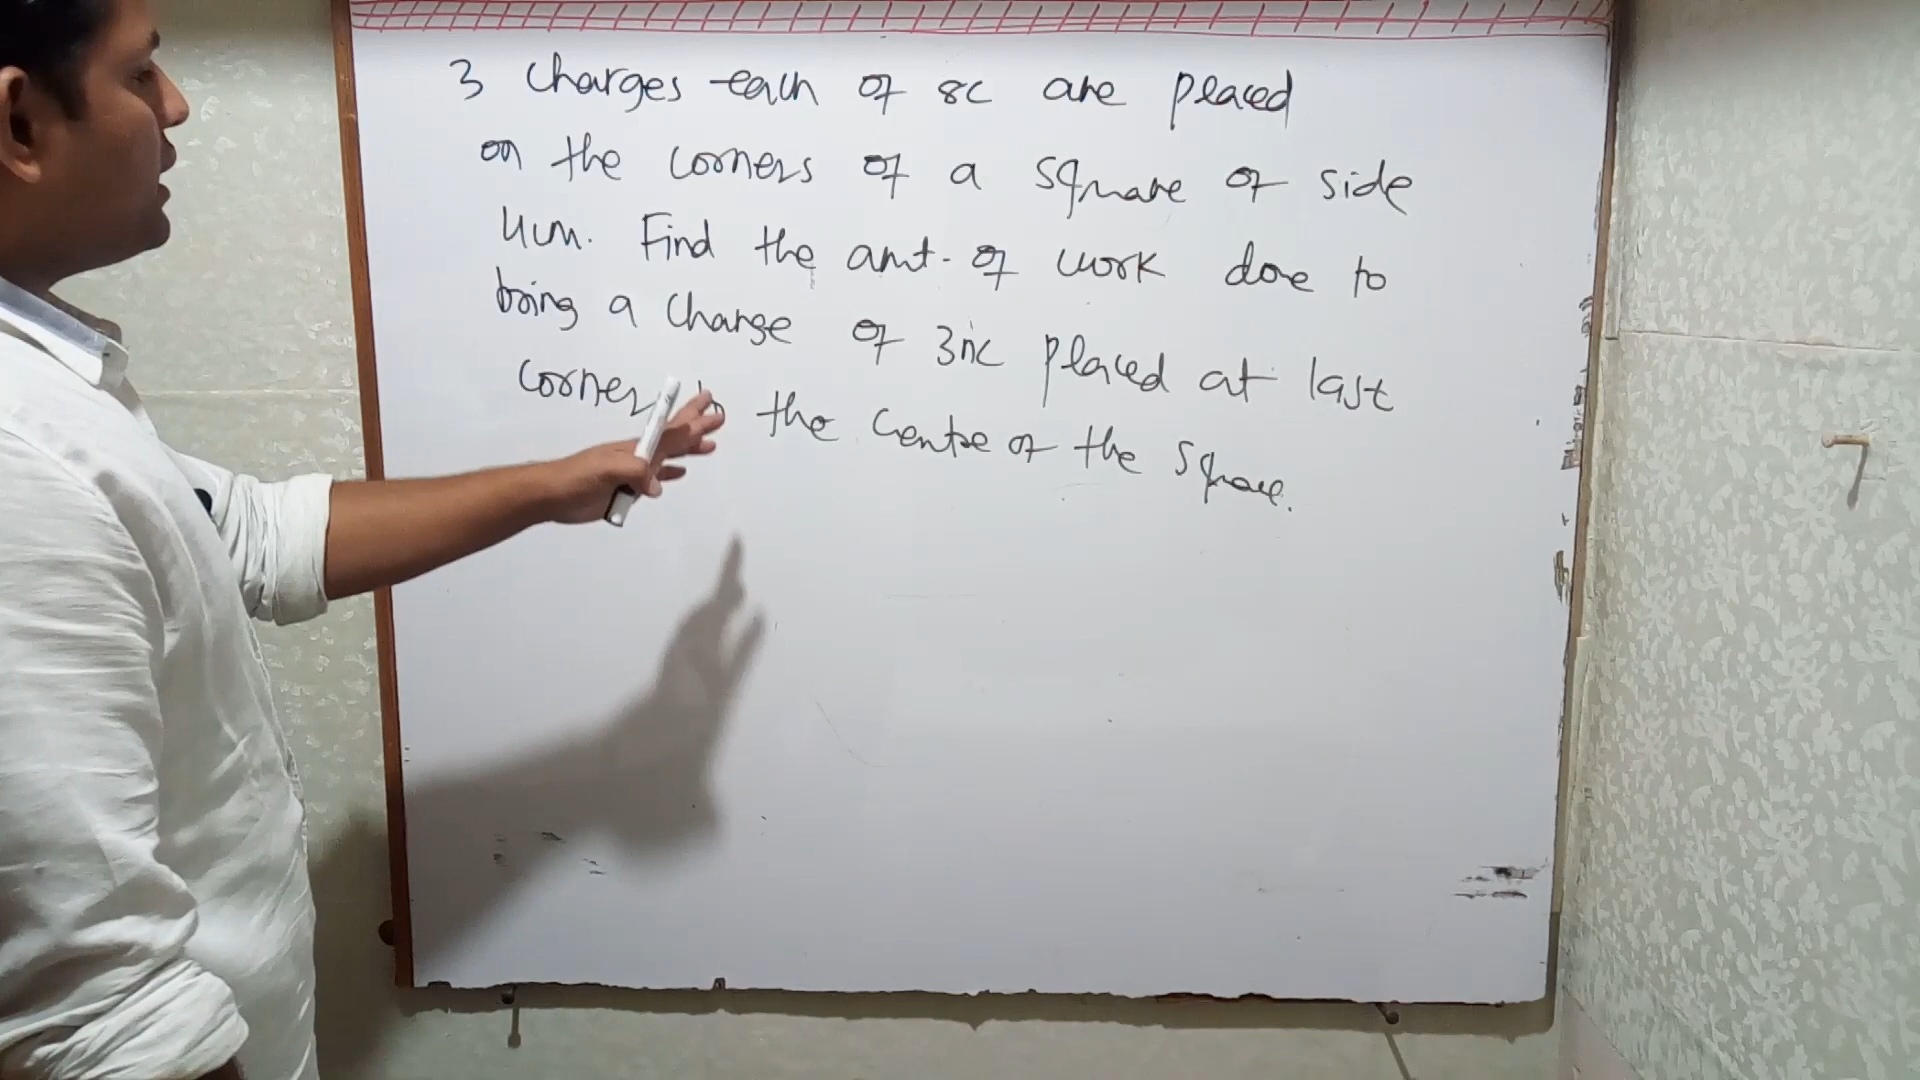 3 charges each of 8C are placed
on the corners of a square of side
4cm. Find the amt. of work done to
bring a charge of 3nC placed at last
corner the centre of the square.